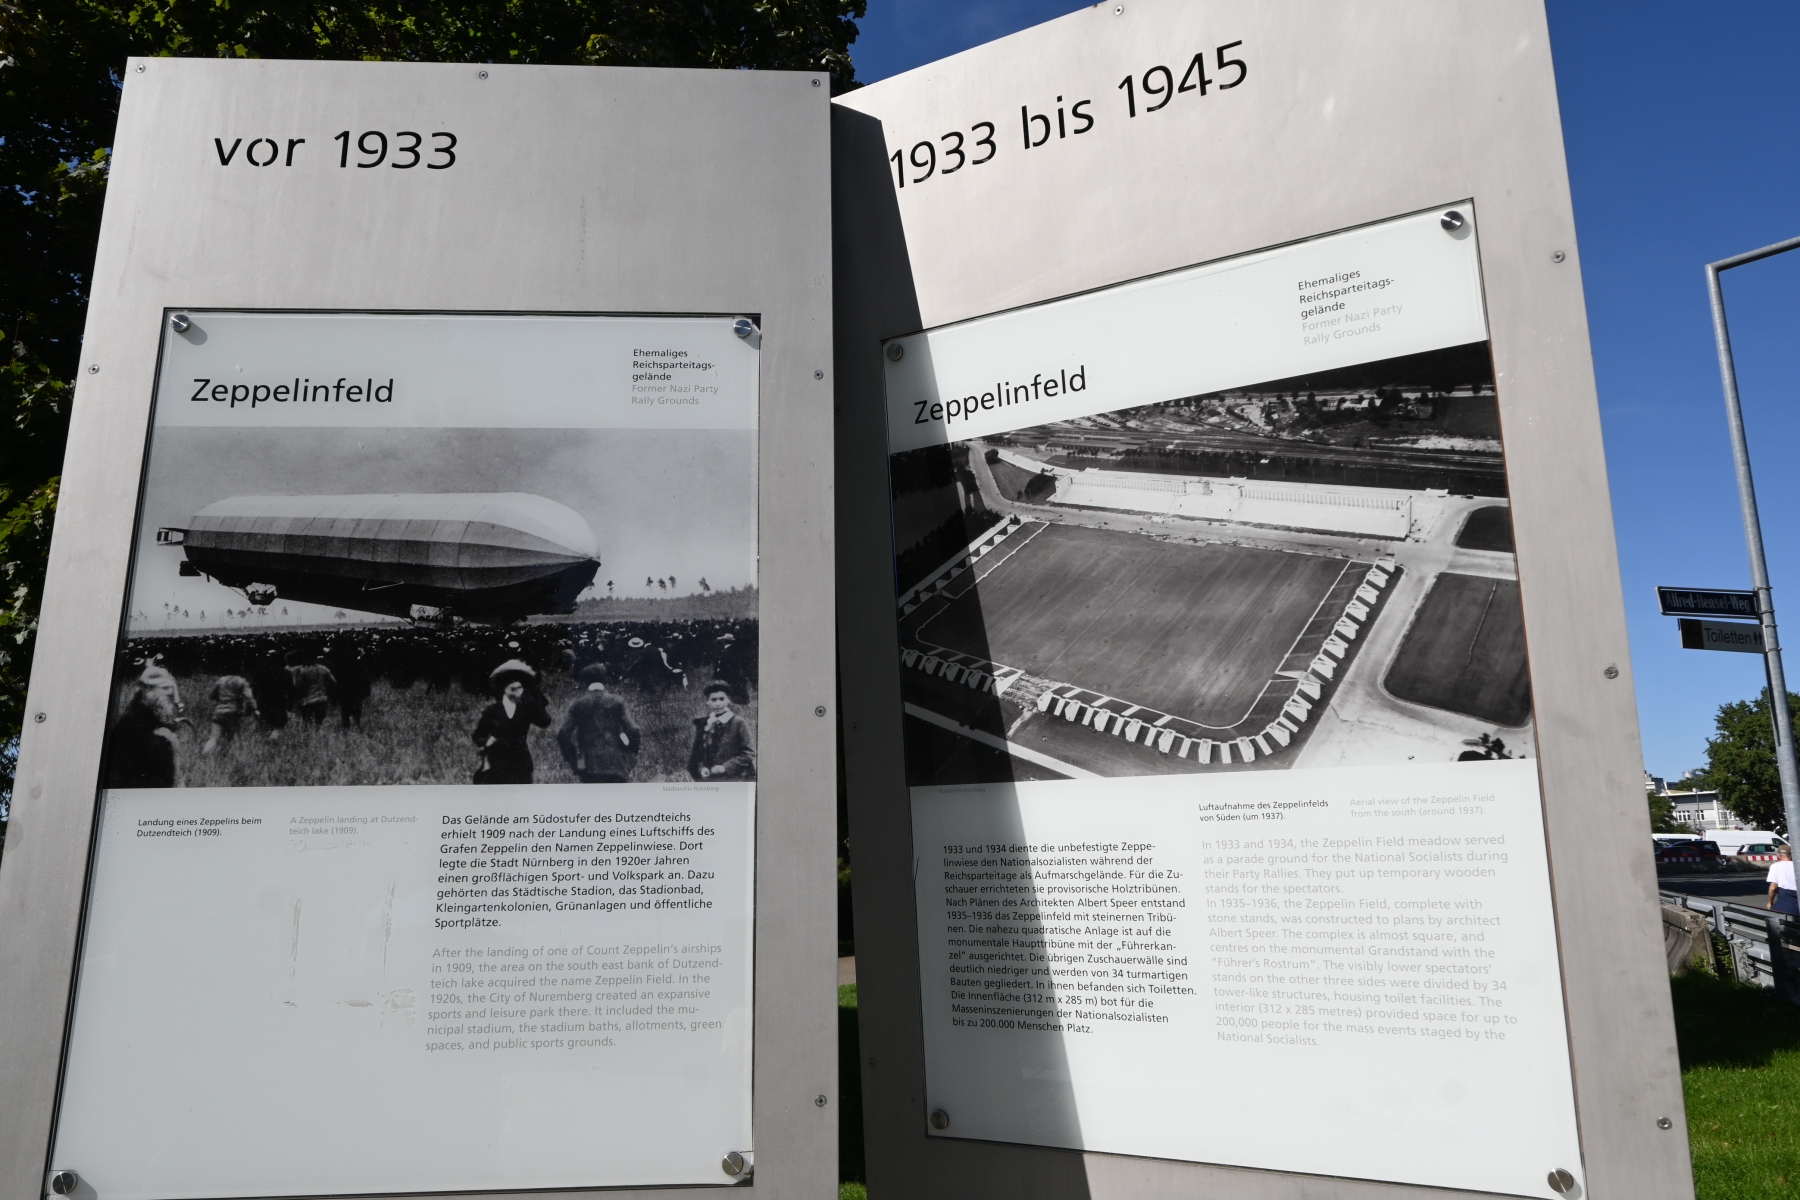 vor 1933
Zeppelinfeld
Ehemaliges
Reichsparteitags-
gelände
Former Nazi Party
Rally Grounds
Stadtarchiv Nürnberg
Landung eines Zeppelins beim
Dutzendteich (1909).
A Zeppelin landing at Dutzend-
teich lake (1909).
Das Gelände am Südostufer des Dutzendteichs
erhielt 1909 nach der Landung eines Luftschiffs des
Grafen Zeppelin den Namen Zeppelinwiese. Dort
legte die Stadt Nürnberg in den 1920er Jahren
einen großflächigen Sport- und Volkspark an. Dazu
gehörten das Städtische Stadion, das Stadionbad,
Kleingartenkolonien, Grünanlagen und öffentliche
Sportplätze.
After the landing of one of Count Zeppelin's airships
in 1909, the area on the south east bank of Dutzend-
teich lake acquired the name Zeppelin Field. In the
1920s, the City of Nuremberg created an expansive
sports and leisure park there. It included the mu-
nicipal stadium, the stadium baths, allotments, green
spaces, and public sports grounds.
1933 bis 1945
Zeppelinfeld
Ehemaliges
Reichsparteitags-
gelände
Former Nazi Party
Rally Grounds
Stadtarchiv Nürnberg
Luftaufnahme des Zeppelinfelds
von Süden (um 1937).
Aerial view of the Zeppelin Field
from the south (around 1937).
1933 und 1934 diente die unbefestigte Zeppe-
linwiese den Nationalsozialisten während der
Reichsparteitage als Aufmarschgelände. Für die Zu-
schauer errichteten sie provisorische Holztribünen.
Nach Plänen des Architekten Albert Speer entstand
1935–1936 das Zeppelinfeld mit steinernen Tribü-
nen. Die nahezu quadratische Anlage ist auf die
monumentale Haupttribüne mit der „Führerkan-
zel“ ausgerichtet. Die übrigen Zuschauerwälle sind
deutlich niedriger und werden von 34 turmartigen
Bauten gegliedert. In ihnen befanden sich Toiletten.
Die Innenfläche (312 m x 285 m) bot für die
Masseninszenierungen der Nationalsozialisten
bis zu 200.000 Menschen Platz.
In 1933 and 1934, the Zeppelin Field meadow served
as a parade ground for the National Socialists during
their Party Rallies. They put up temporary wooden
stands for the spectators.
In 1935–1936, the Zeppelin Field, complete with
stone stands, was constructed to plans by architect
Albert Speer. The complex is almost square, and
centres on the monumental Grandstand with the
“Führer's Rostrum”. The visibly lower spectators'
stands on the other three sides were divided by 34
tower-like structures, housing toilet facilities. The
interior (312 x 285 metres) provided space for up to
200,000 people for the mass events staged by the
National Socialists.
Alfred-Hensel-Weg
Toiletten